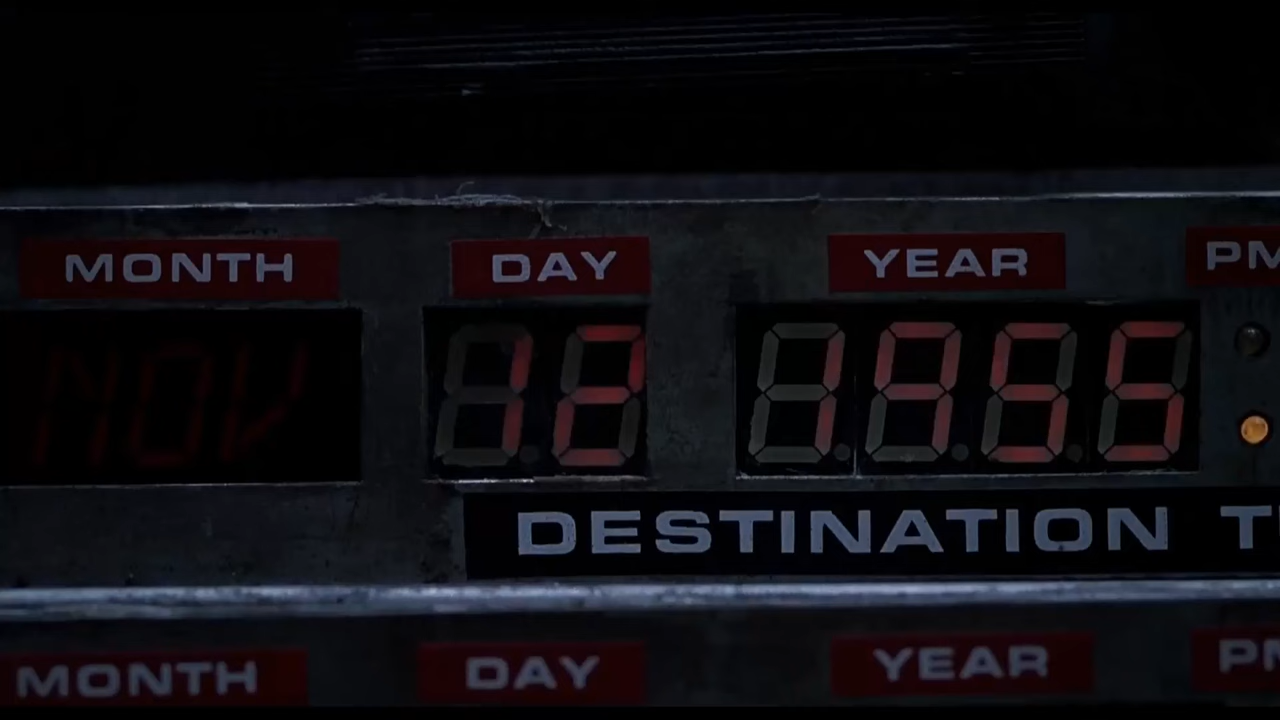 MONTH DAY YEAR PM
NOV 12 1955
DESTINATION T
MONTH DAY YEAR PM